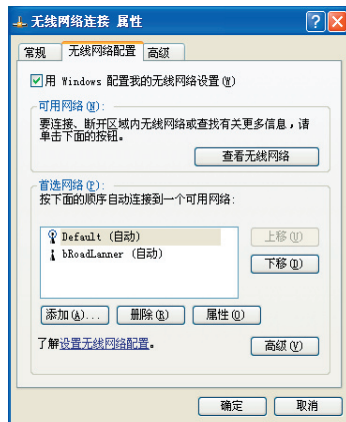 无线网络连接 属性
常规 无线网络配置 高级
用 Windows 配置我的无线网络设置(W)
可用网络(N):
要连接、断开区域内无线网络或查找有关更多信息，请
单击下面的按钮。
查看无线网络
首选网络(P):
按下面的顺序自动连接到一个可用网络:
Default (自动)
bRoadLanner (自动)
上移(U)
下移(D)
添加(A)... 删除(R) 属性(O)
了解设置无线网络配置。
高级(V)
确定 取消